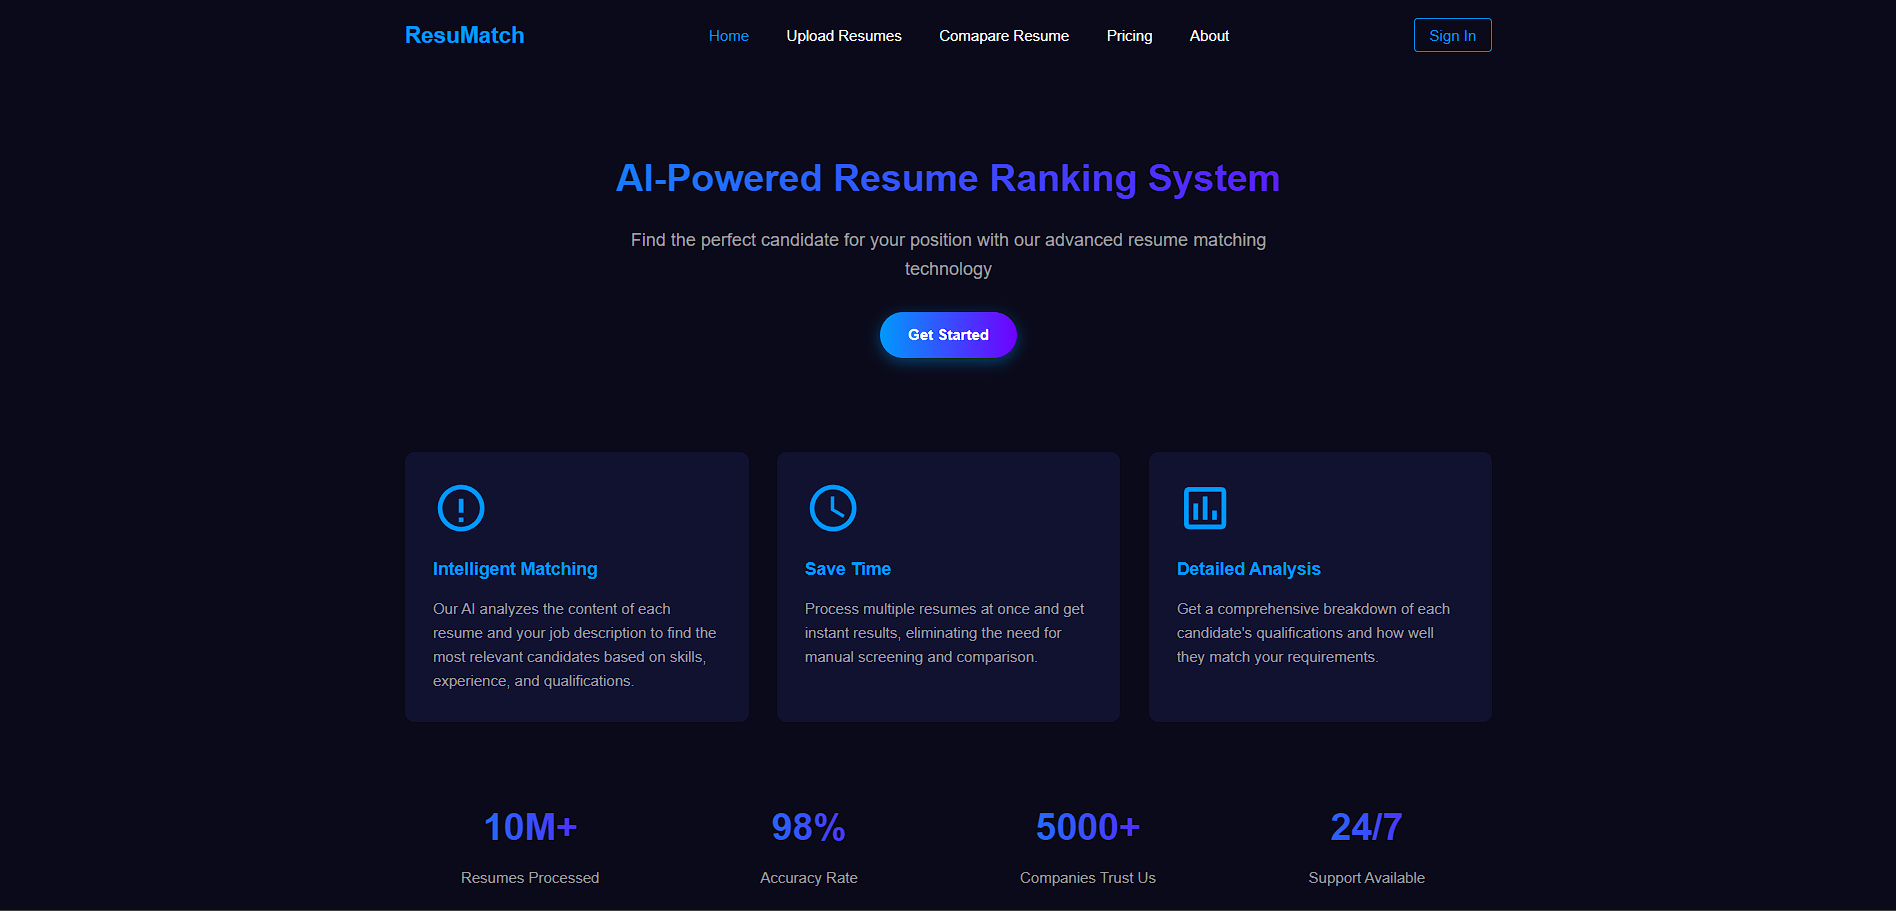 ResuMatch
Home
Upload Resumes
Comapare Resume
Pricing
About
Sign In
AI-Powered Resume Ranking System
Find the perfect candidate for your position with our advanced resume matching
technology
Get Started
Intelligent Matching
Our AI analyzes the content of each
resume and your job description to find the
most relevant candidates based on skills,
experience, and qualifications.
Save Time
Process multiple resumes at once and get
instant results, eliminating the need for
manual screening and comparison.
Detailed Analysis
Get a comprehensive breakdown of each
candidate's qualifications and how well
they match your requirements.
10M+
Resumes Processed
98%
Accuracy Rate
5000+
Companies Trust Us
24/7
Support Available